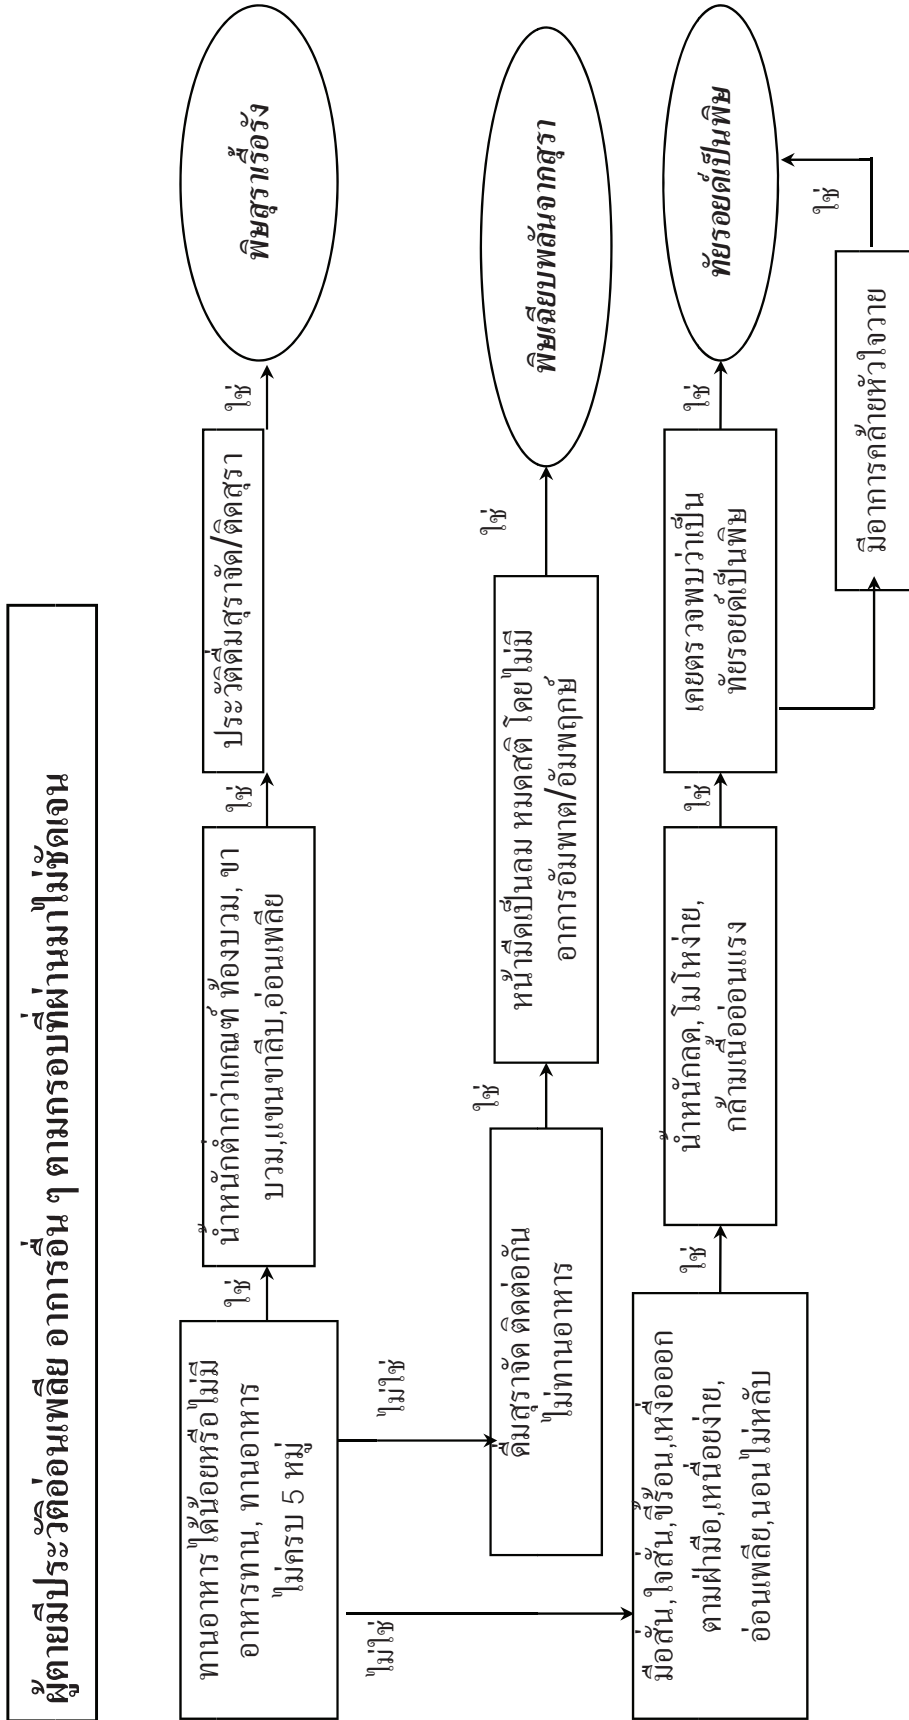 ผู้ตายมีประวัติอ่อนเพลีย อาการอื่น ๆ ตามกรอบที่ผ่านมาไม่ชัดเจน
ทานอาหารได้น้อยหรือไม่มี
อาหารทาน, ทานอาหาร
ไม่ครบ 5 หมู่
ใช่
น้ำหนักต่ำกว่าเกณฑ์ ท้องบวม, ขา
บวม,แขนขาลีบ,อ่อนเพลีย
ใช่
ประวัติดื่มสุราจัด/ติดสุรา
ใช่
พิษสุราเรื้อรัง
ไม่ใช่
ดื่มสุราจัด ติดต่อกัน
ไม่ทานอาหาร
ใช่
หน้ามืดเป็นลม หมดสติ โดยไม่มี
อาการอัมพาต/อัมพฤกษ์
ใช่
พิษเฉียบพลันจากสุรา
ไม่ใช่
มือสั่น,ใจสั่น,ขี้ร้อน,เหงื่อออก
ตามฝ่ามือ,เหนื่อยง่าย,
อ่อนเพลีย,นอนไม่หลับ
ใช่
น้ำหนักลด,โมโหง่าย,
กล้ามเนื้ออ่อนแรง
ใช่
เคยตรวจพบว่าเป็น
ทัยรอยด์เป็นพิษ
ใช่
ทัยรอยด์เป็นพิษ
มีอาการคล้ายหัวใจวาย
ใช่